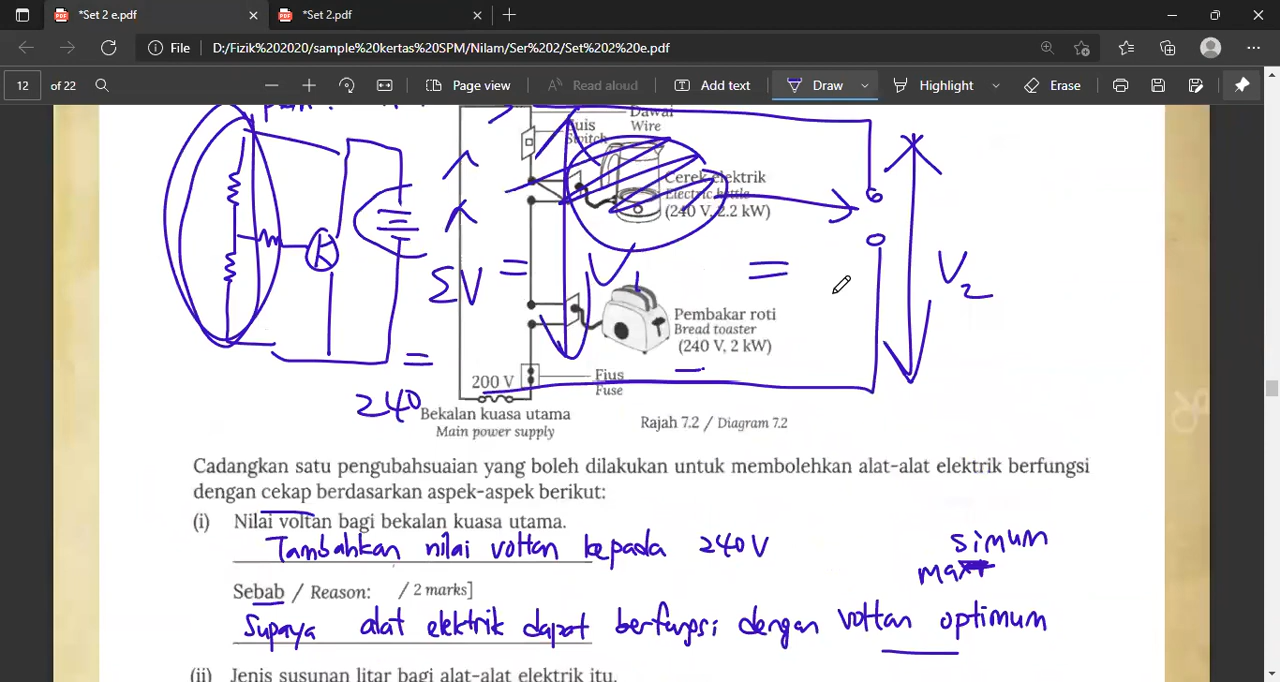 *Set 2 e.pdf
*Set 2.pdf
File D:/Fizik%202020/sample%20kertas%20SPM/Nilam/Ser%202/Set%202%20e.pdf
12 of 22
Page view
Read aloud
Add text
Draw
Highlight
Erase
Dawai
Wire
Suis
Switch
Cerek elektrik
Electric kettle
(240 V, 2.2 kW)
ΣV = V = V2
Pembakar roti
Bread toaster
(240 V, 2 kW)
= 240
200 V
Fius
Fuse
Bekalan kuasa utama
Main power supply
Rajah 7.2 / Diagram 7.2
Cadangkan satu pengubahsuaian yang boleh dilakukan untuk membolehkan alat-alat elektrik berfungsi
dengan cekap berdasarkan aspek-aspek berikut:
(i) Nilai voltan bagi bekalan kuasa utama.
Tambahkan nilai voltan kepada 240V
simum
Sebab / Reason: / 2 marks]
Supaya alat elektrik dapat berfungsi dengan voltan optimum
(ii) Jenis susunan litar bagi alat-alat elektrik itu.